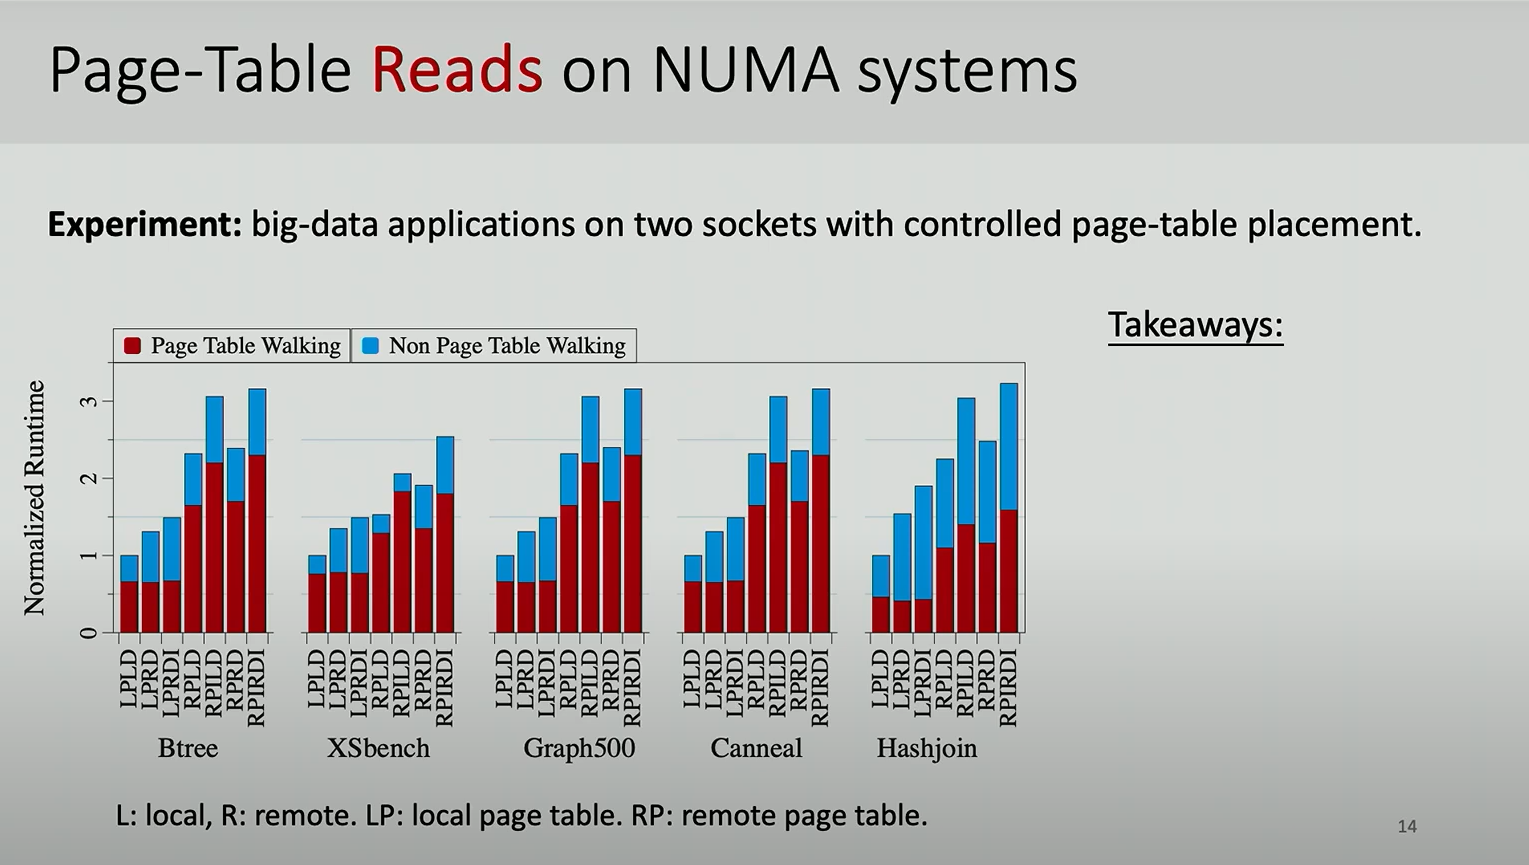 Page-Table Reads on NUMA systems
Experiment: big-data applications on two sockets with controlled page-table placement.
Takeaways:
Page Table Walking
Non Page Table Walking
Normalized Runtime
3
2
1
0
LPLD
LPRD
LPRDI
RPLD
RPILD
RPRD
RPIRDI
LPLD
LPRD
LPRDI
RPLD
RPILD
RPRD
RPIRDI
LPLD
LPRD
LPRDI
RPLD
RPILD
RPRD
RPIRDI
LPLD
LPRD
LPRDI
RPLD
RPILD
RPRD
RPIRDI
LPLD
LPRD
LPRDI
RPLD
RPILD
RPRD
RPIRDI
Btree
XSbench
Graph500
Canneal
Hashjoin
L: local, R: remote. LP: local page table. RP: remote page table.
14